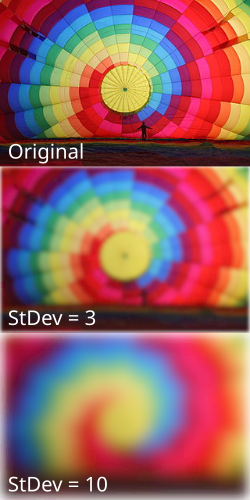 Original
StDev = 3
StDev = 10